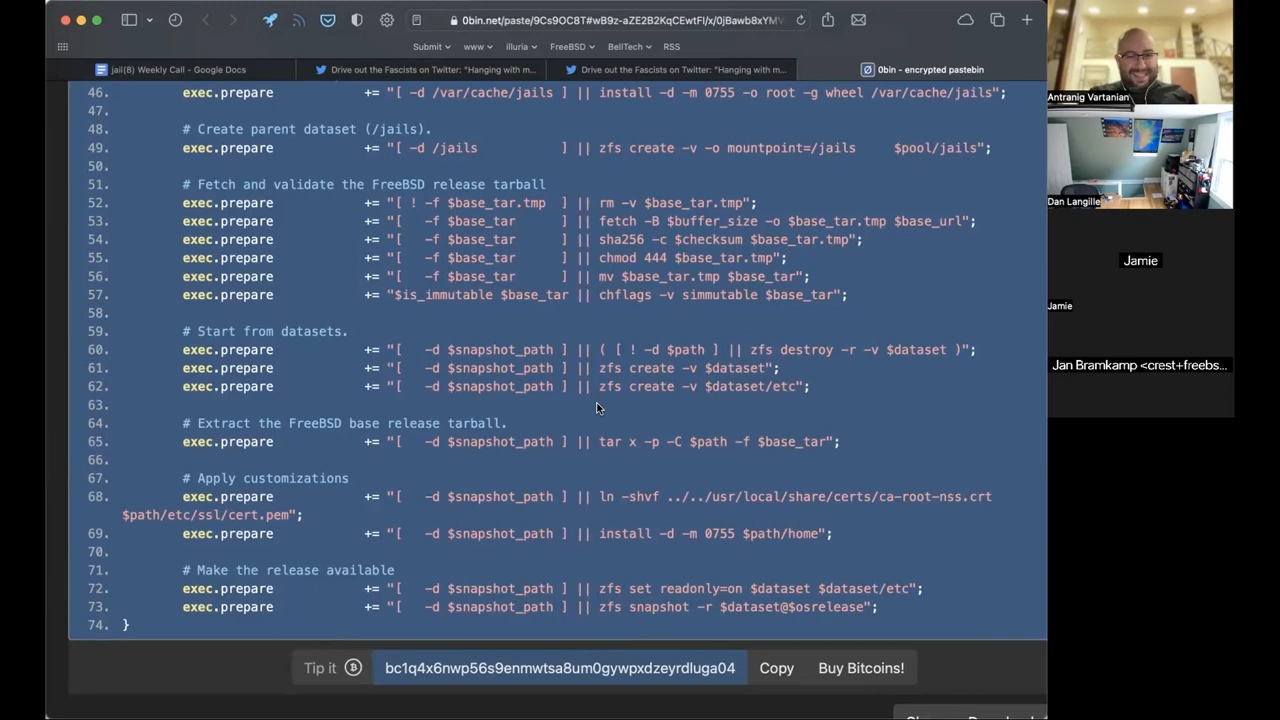 0bin.net/paste/9Cs9OC8T#wB9z-aZE2B2KqCEwtFl/x/0jBawb8xYMV
Submit www illuria FreeBSD BellTech RSS
jail(8) Weekly Call - Google Docs
Drive out the Fascists on Twitter: "Hanging with m...
Drive out the Fascists on Twitter: "Hanging with m...
0bin - encrypted pastebin
46. exec.prepare += "[ -d /var/cache/jails ] || install -d -m 0755 -o root -g wheel /var/cache/jails";
47.
48. # Create parent dataset (/jails).
49. exec.prepare += "[ -d /jails ] || zfs create -v -o mountpoint=/jails $pool/jails";
50.
51. # Fetch and validate the FreeBSD release tarball
52. exec.prepare += "[ ! -f $base_tar.tmp ] || rm -v $base_tar.tmp";
53. exec.prepare += "[ -f $base_tar ] || fetch -B $buffer_size -o $base_tar.tmp $base_url";
54. exec.prepare += "[ -f $base_tar ] || sha256 -c $checksum $base_tar.tmp";
55. exec.prepare += "[ -f $base_tar ] || chmod 444 $base_tar.tmp";
56. exec.prepare += "[ -f $base_tar ] || mv $base_tar.tmp $base_tar";
57. exec.prepare += "$is_immutable $base_tar || chflags -v simmutable $base_tar";
58.
59. # Start from datasets.
60. exec.prepare += "[ -d $snapshot_path ] || ( [ ! -d $path ] || zfs destroy -r -v $dataset )";
61. exec.prepare += "[ -d $snapshot_path ] || zfs create -v $dataset";
62. exec.prepare += "[ -d $snapshot_path ] || zfs create -v $dataset/etc";
63.
64. # Extract the FreeBSD base release tarball.
65. exec.prepare += "[ -d $snapshot_path ] || tar x -p -C $path -f $base_tar";
66.
67. # Apply customizations
68. exec.prepare += "[ -d $snapshot_path ] || ln -shvf ../../usr/local/share/certs/ca-root-nss.crt
$path/etc/ssl/cert.pem";
69. exec.prepare += "[ -d $snapshot_path ] || install -d -m 0755 $path/home";
70.
71. # Make the release available
72. exec.prepare += "[ -d $snapshot_path ] || zfs set readonly=on $dataset $dataset/etc";
73. exec.prepare += "[ -d $snapshot_path ] || zfs snapshot -r $dataset@$osrelease";
74. }
Tip it bc1q4x6nwp56s9enmwtsa8um0gywpxdzeyrdluga04 Copy Buy Bitcoins!
Antranig Vartanian
Dan Langille
Jamie
Jamie
Jan Bramkamp <crest+freebs...